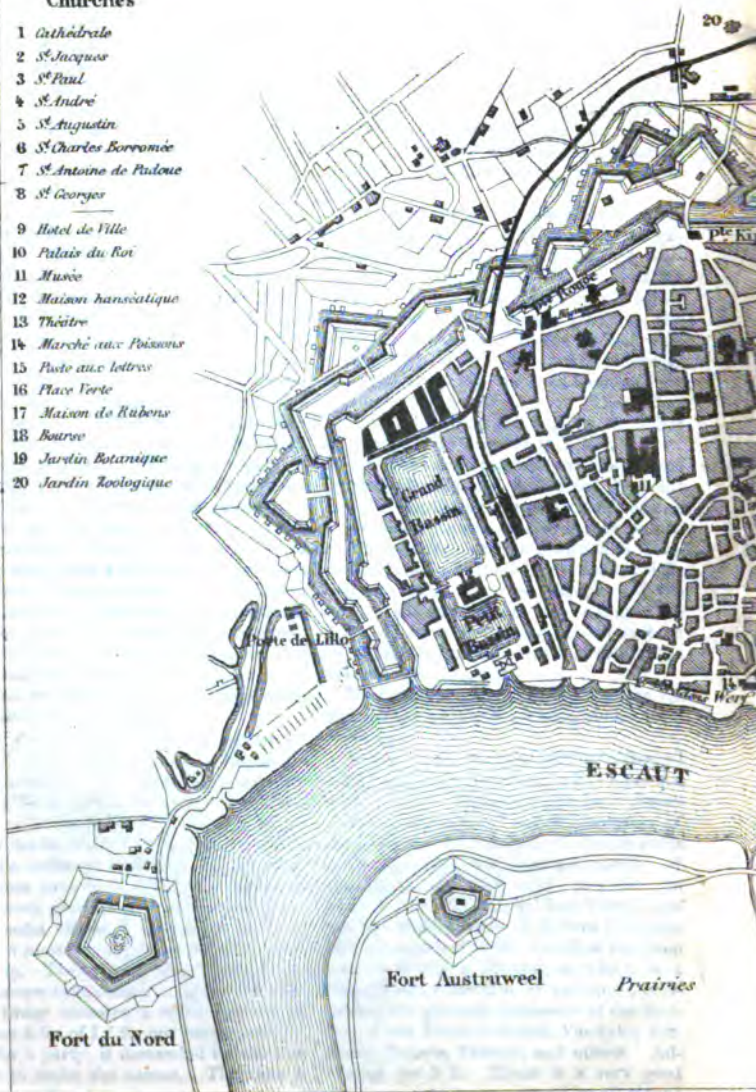 Churches
1 Cathédrale
2 St Jacques
3 St Paul
4 St André
5 St Augustin
6 St Charles Borromée
7 St Antoine de Padoue
8 St Georges
9 Hotel de Ville
10 Palais du Roi
11 Musée
12 Maison hanséatique
13 Théâtre
14 Marché aux Poissons
15 Poste aux lettres
16 Place Verte
17 Maison de Rubens
18 Bourse
19 Jardin Botanique
20 Jardin Zoologique
20
Pte
Pte Rouge
Grand
Bassin
Petit
Bassin
Porte de Lillo
3
14
ESCAUT
Fort Austruweel
Prairies
Fort du Nord